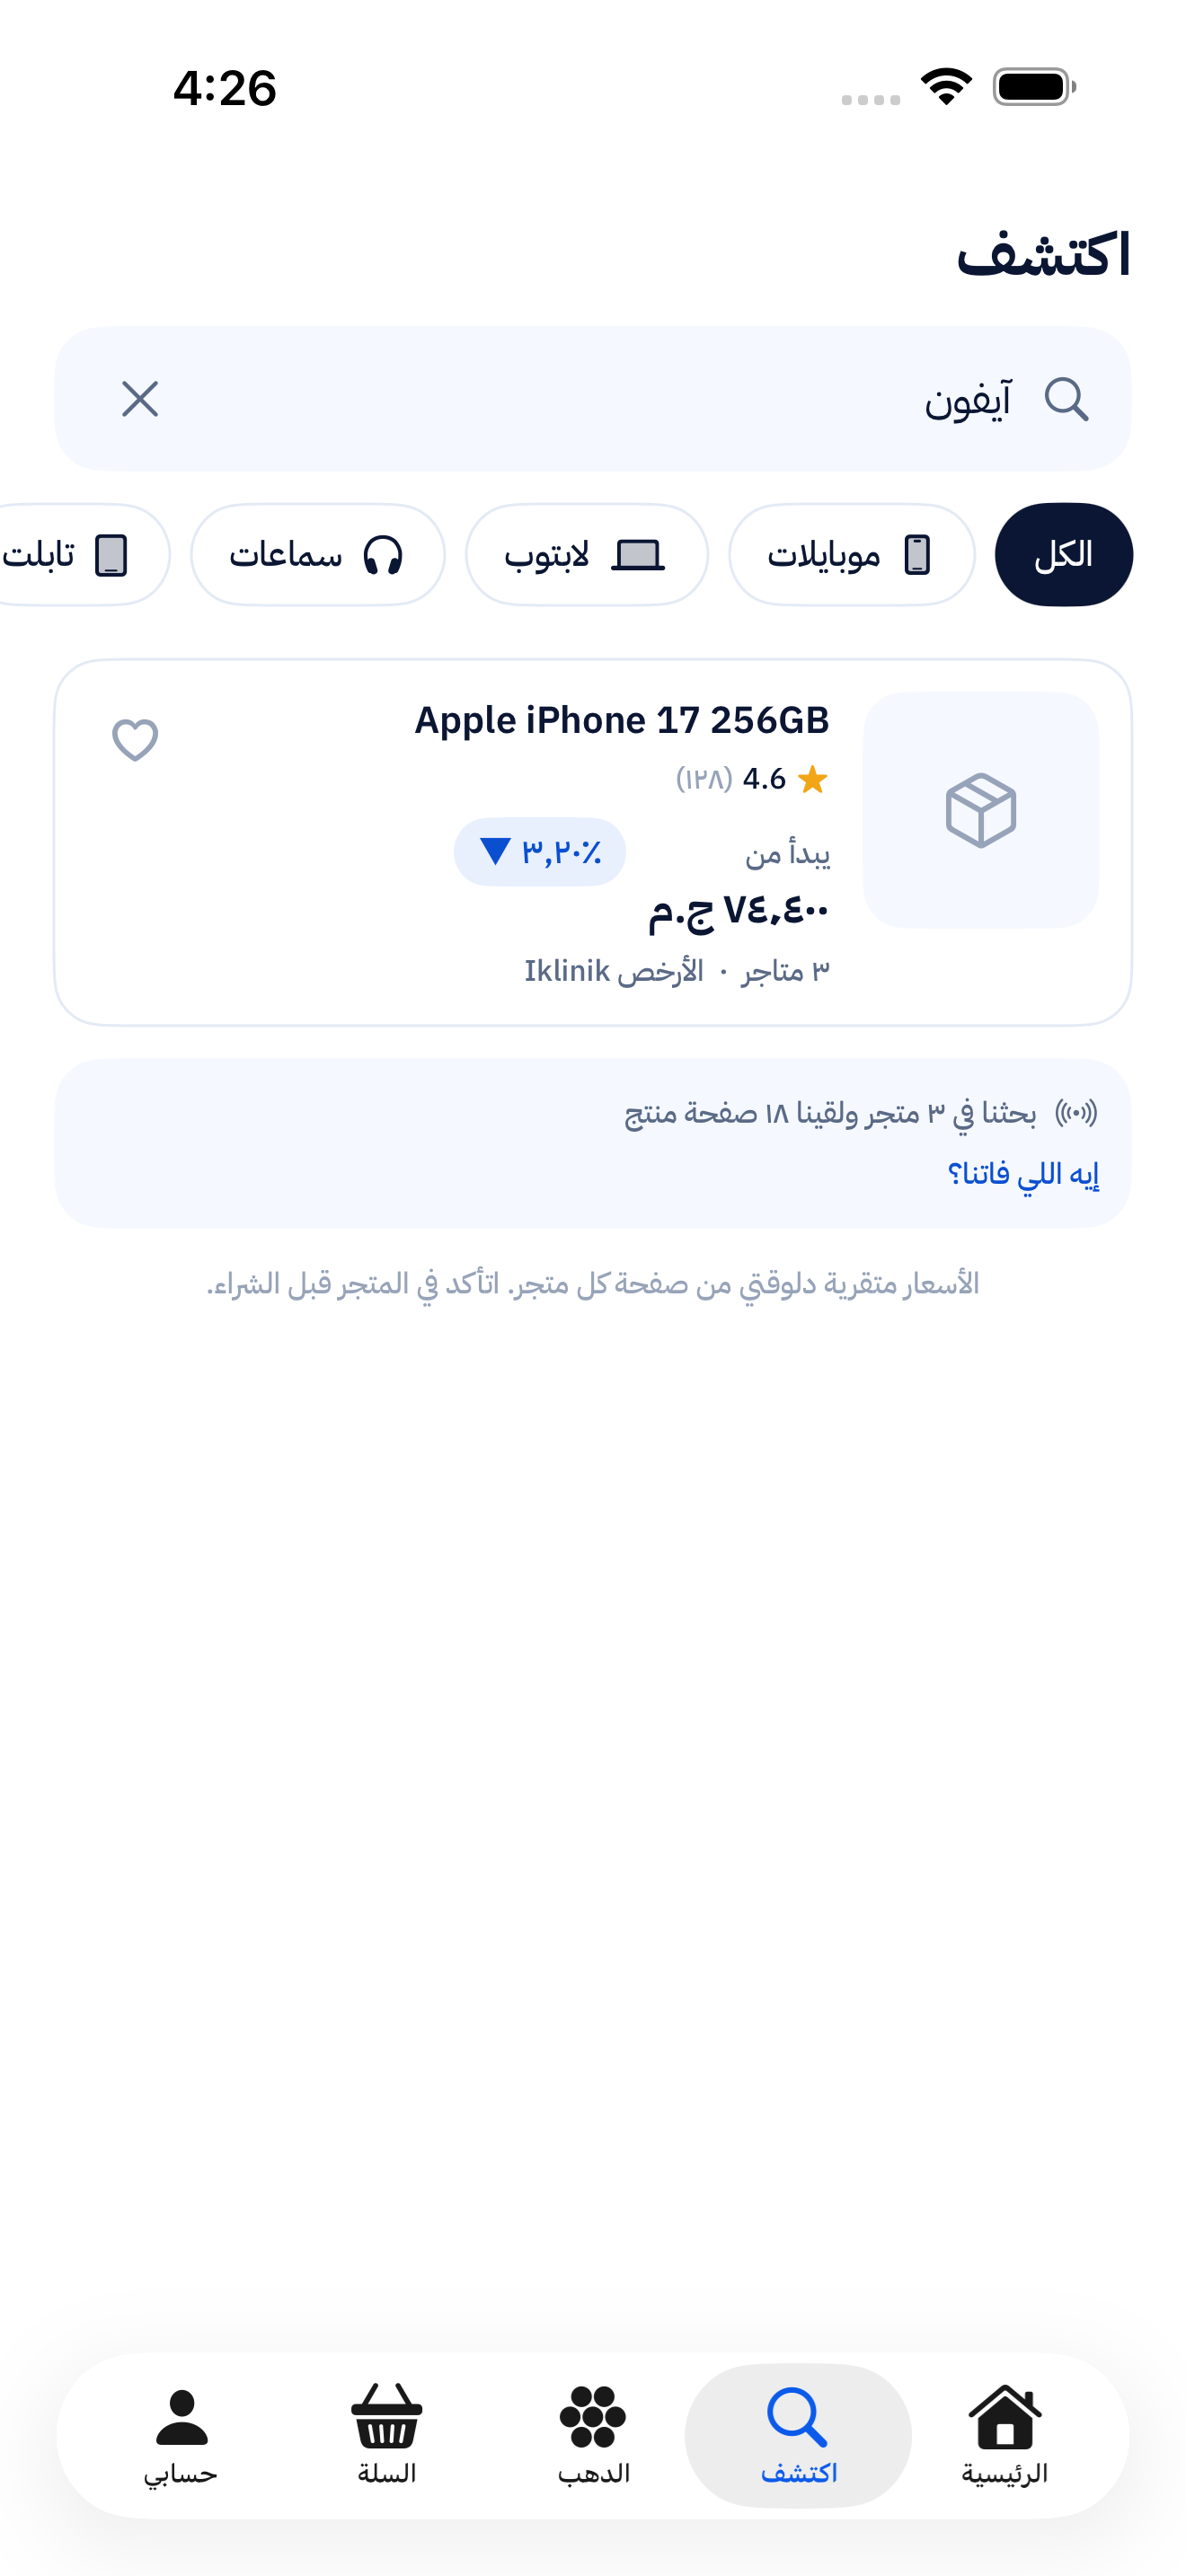 4:26
اكتشف
آيفون
الكل
موبايلات
لابتوب
سماعات
تابلت
Apple iPhone 17 256GB
4.6 (١٢٨)
يبدأ من
٣,٢٠٪ ▼
٧٤,٤٠٠ ج.م
٣ متاجر · الأرخص Iklinik
بحثنا في ٣ متجر ولقينا ١٨ صفحة منتج
إيه اللي فاتنا؟
الأسعار متقرية دلوقتي من صفحة كل متجر. اتأكد في المتجر قبل الشراء.
الرئيسية
اكتشف
الدهب
السلة
حسابي